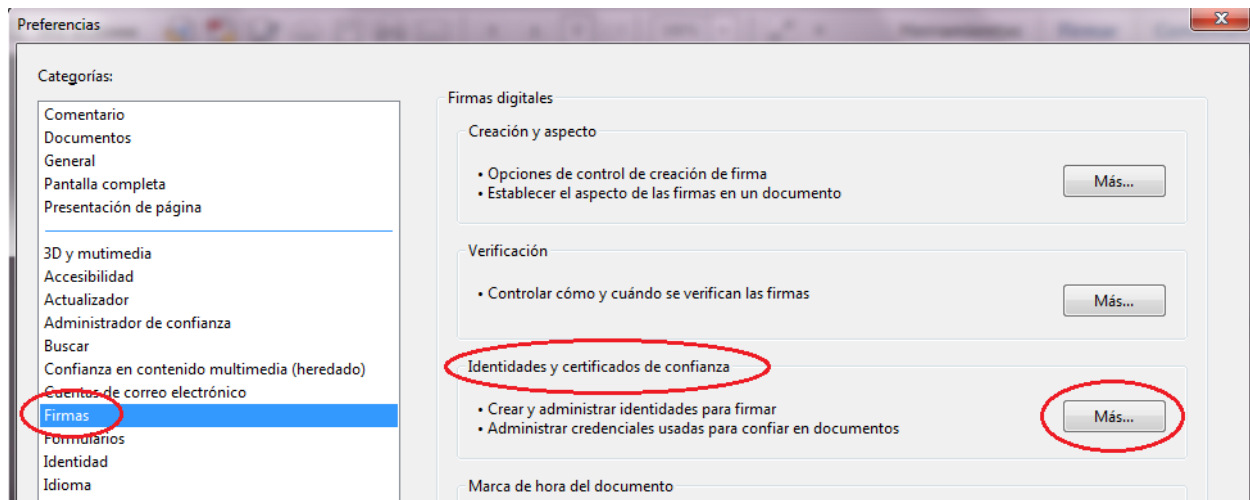 Preferencias
Categorías:
Comentario
Documentos
General
Pantalla completa
Presentación de página
3D y mutimedia
Accesibilidad
Actualizador
Administrador de confianza
Buscar
Confianza en contenido multimedia (heredado)
Cuentas de correo electrónico
Firmas
Formularios
Identidad
Idioma
Firmas digitales
Creación y aspecto
• Opciones de control de creación de firma
• Establecer el aspecto de las firmas en un documento
Más...
Verificación
• Controlar cómo y cuándo se verifican las firmas
Más...
Identidades y certificados de confianza
• Crear y administrar identidades para firmar
• Administrar credenciales usadas para confiar en documentos
Más...
Marca de hora del documento